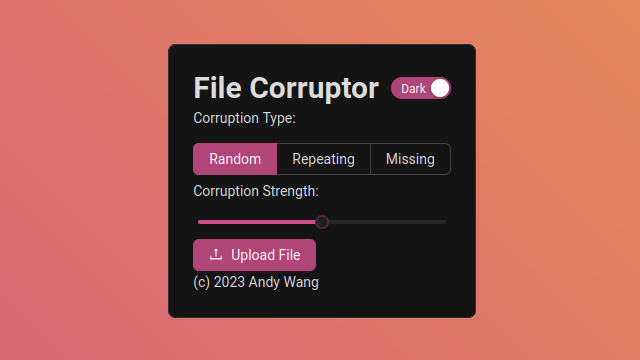 File Corruptor Dark
Corruption Type:
Random Repeating Missing
Corruption Strength:
Upload File
(c) 2023 Andy Wang